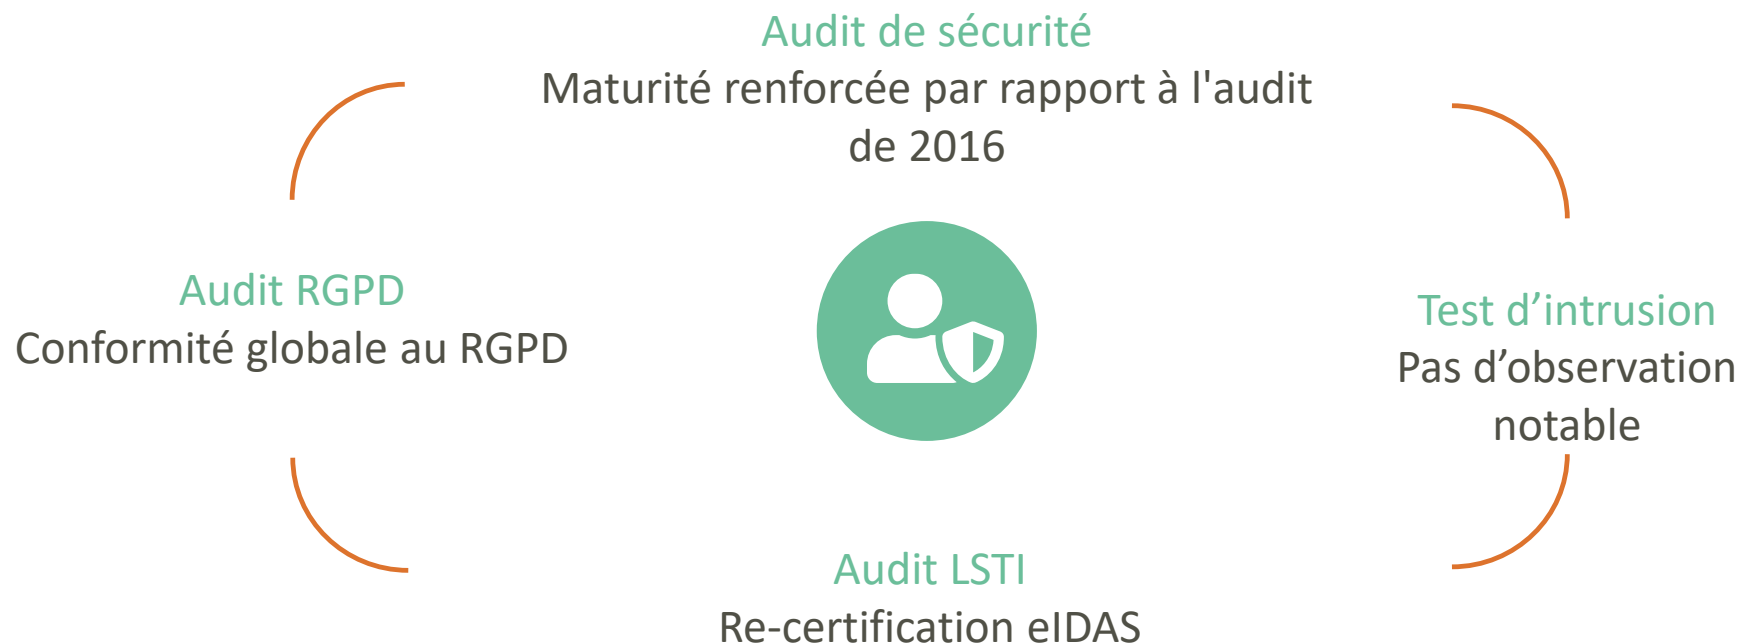 Audit de sécurité
Maturité renforcée par rapport à l'audit
de 2016
Audit RGPD
Conformité globale au RGPD
Test d’intrusion
Pas d’observation
notable
Audit LSTI
Re-certification eIDAS